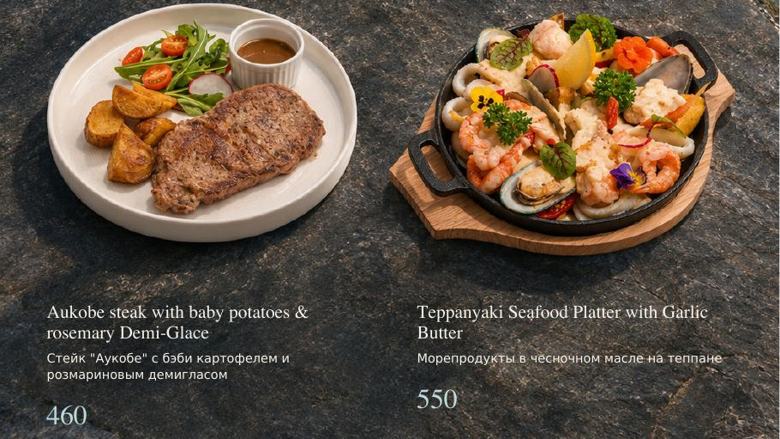 Aukobe steak with baby potatoes &
rosemary Demi-Glace
Стейк "Аукобе" с бэби картофелем и
розмариновым демигласом
460
Teppanyaki Seafood Platter with Garlic
Butter
Морепродукты в чесночном масле на теппане
550